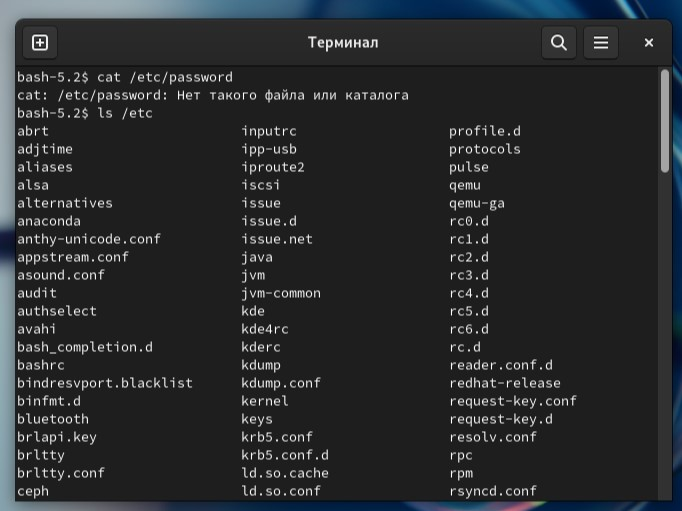 Терминал
bash-5.2$ cat /etc/password
cat: /etc/password: Нет такого файла или каталога
bash-5.2$ ls /etc
abrt inputrc profile.d
adjtime ipp-usb protocols
aliases iproute2 pulse
alsa iscsi qemu
alternatives issue qemu-ga
anaconda issue.d rc0.d
anthy-unicode.conf issue.net rc1.d
appstream.conf java rc2.d
asound.conf jvm rc3.d
audit jvm-common rc4.d
authselect kde rc5.d
avahi kde4rc rc6.d
bash_completion.d kderc rc.d
bashrc kdump reader.conf.d
bindresvport.blacklist kdump.conf redhat-release
binfmt.d kernel request-key.conf
bluetooth keys request-key.d
brlapi.key krb5.conf resolv.conf
brltty krb5.conf.d rpc
brltty.conf ld.so.cache rpm
ceph ld.so.conf rsyncd.conf